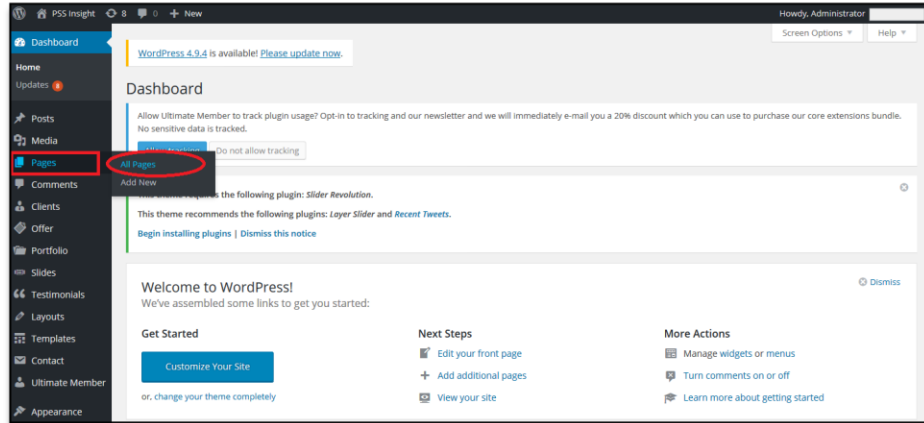 PSS Insight 8 0 + New
Howdy, Administrator
Screen Options ▼ Help ▼
Dashboard
Home
Updates 8
Posts
Media
Pages
All Pages
Add New
Comments
Clients
Offer
Portfolio
Slides
Testimonials
Layouts
Templates
Contact
Ultimate Member
Appearance
WordPress 4.9.4 is available! Please update now.
Dashboard
Allow Ultimate Member to track plugin usage? Opt-in to tracking and our newsletter and we will immediately e-mail you a 20% discount which you can use to purchase our core extensions bundle.
No sensitive data is tracked.
Do not allow tracking
the following plugin: Slider Revolution.
This theme recommends the following plugins: Layer Slider and Recent Tweets.
Begin installing plugins | Dismiss this notice
Welcome to WordPress!
Dismiss
We've assembled some links to get you started:
Get Started
Customize Your Site
or, change your theme completely
Next Steps
Edit your front page
Add additional pages
View your site
More Actions
Manage widgets or menus
Turn comments on or off
Learn more about getting started